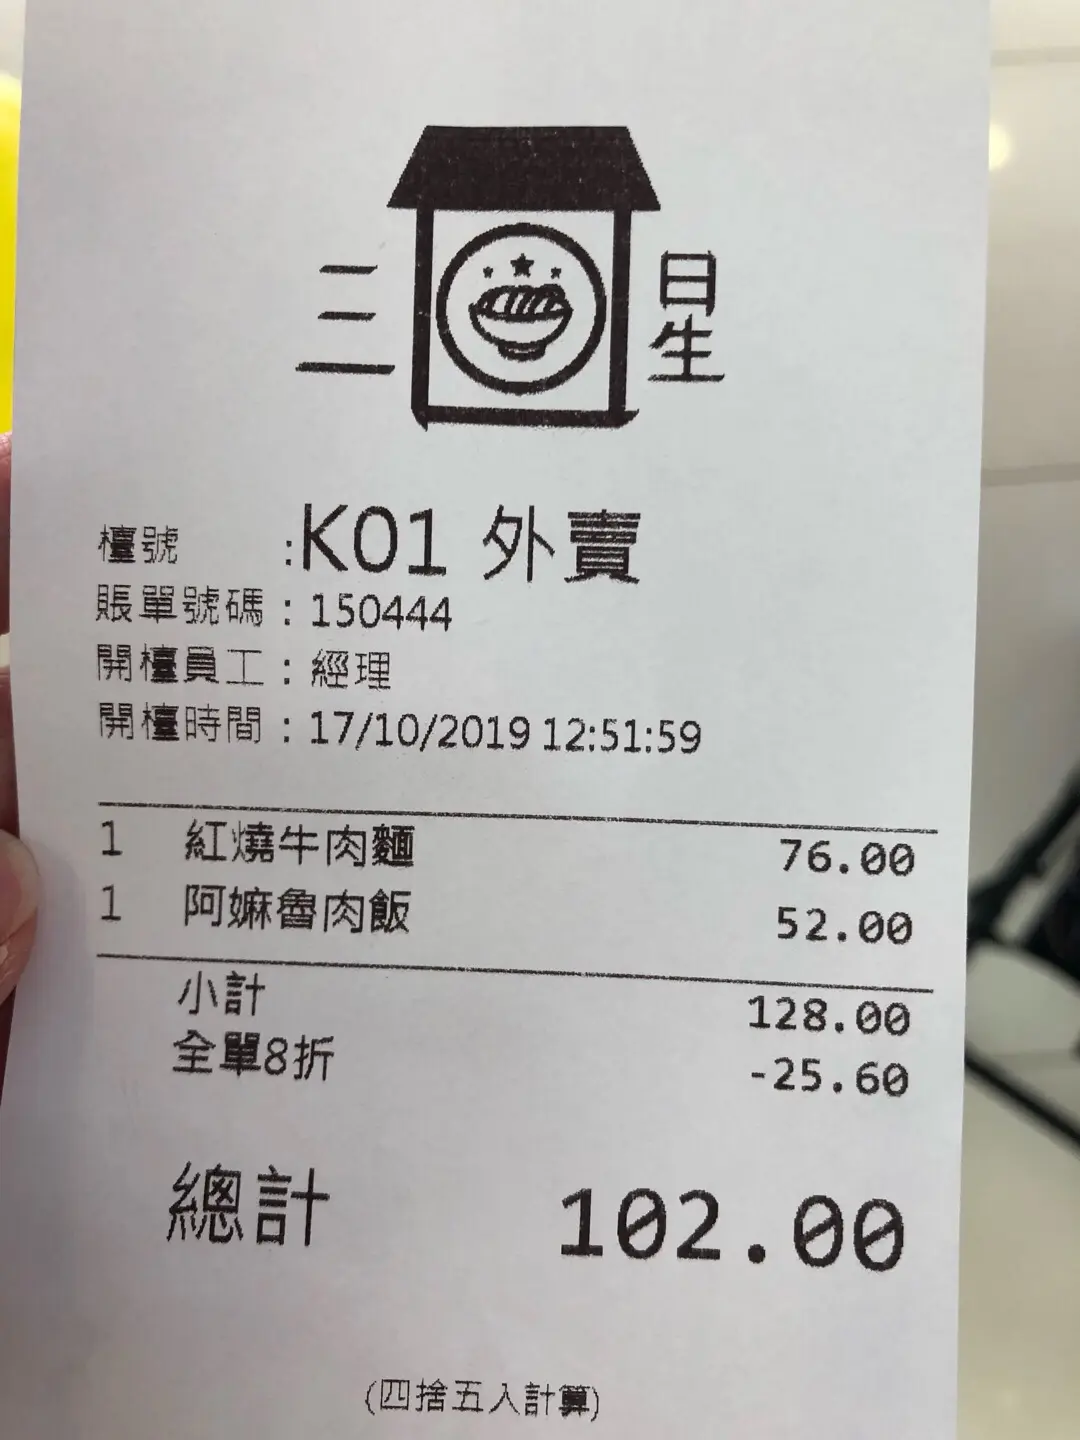 三 日生
檯號 :K01 外賣
賬單號碼 : 150444
開檯員工 : 經理
開檯時間 : 17/10/2019 12:51:59
1 紅燒牛肉麵 76.00
1 阿嫲魯肉飯 52.00
小計 128.00
全單8折 -25.60
總計 102.00
(四捨五入計算)